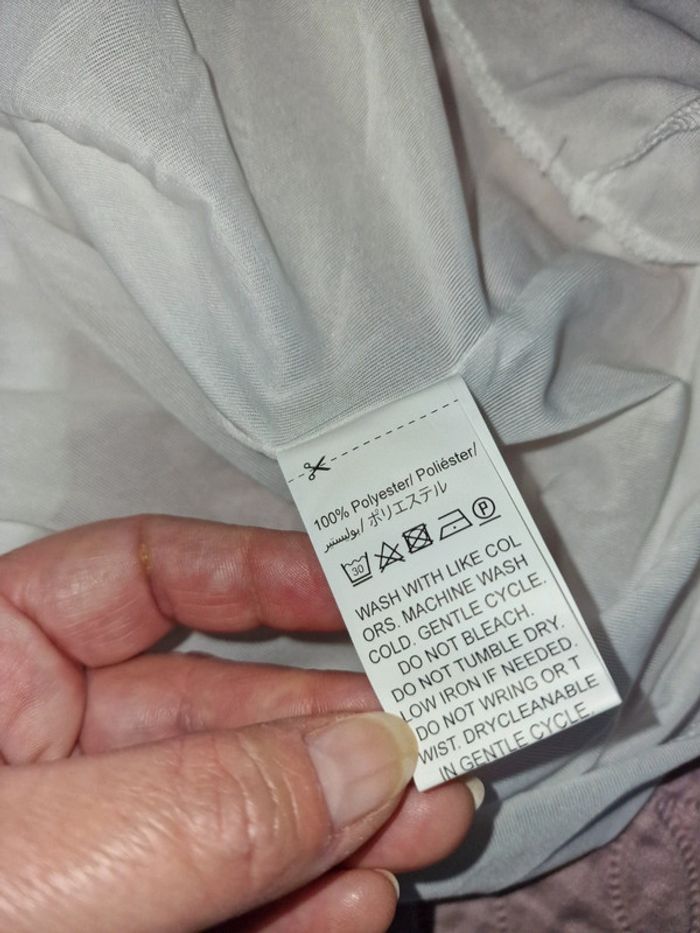 100% Polyester/ Poliéster/
بوليستير/ ポリエステル
30 P
WASH WITH LIKE COL
ORS. MACHINE WASH
COLD. GENTLE CYCLE.
DO NOT BLEACH.
DO NOT TUMBLE DRY.
LOW IRON IF NEEDED.
DO NOT WRING OR T
WIST. DRYCLEANABLE
IN GENTLE CYCLE.